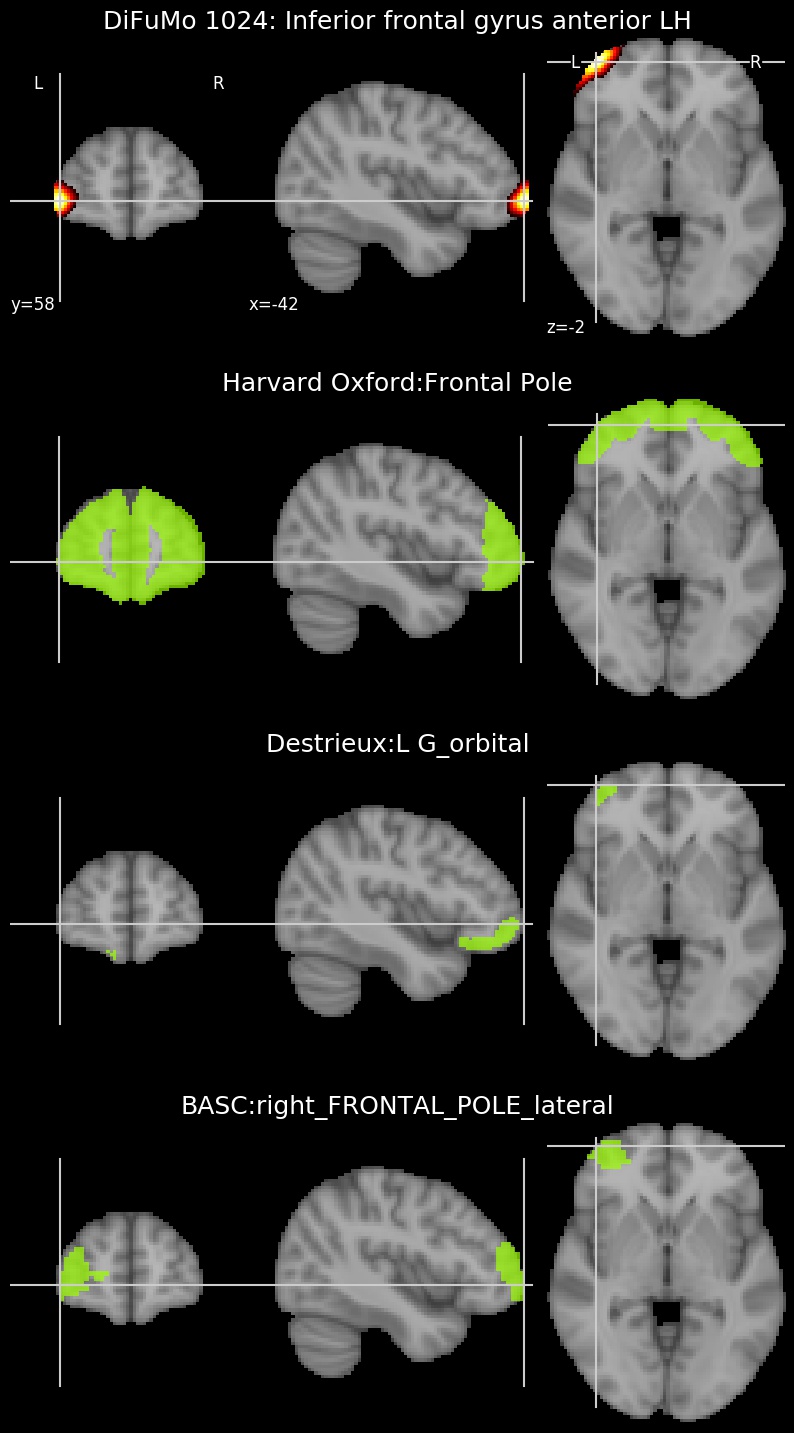 DiFuMo 1024: Inferior frontal gyrus anterior LH
L R
L R
y=58
x=-42
z=-2
Harvard Oxford:Frontal Pole
Destrieux:L G_orbital
BASC:right_FRONTAL_POLE_lateral